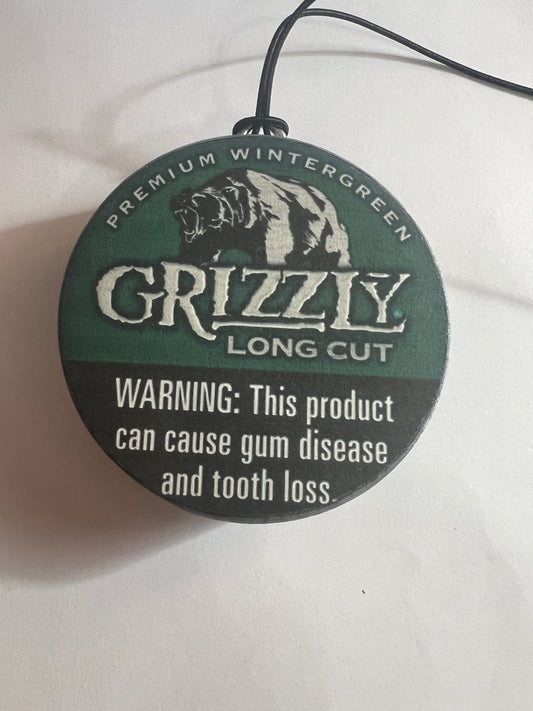 PREMIUM WINTERGREEN
GRIZZLY
LONG CUT
WARNING: This product
can cause gum disease
and tooth loss.